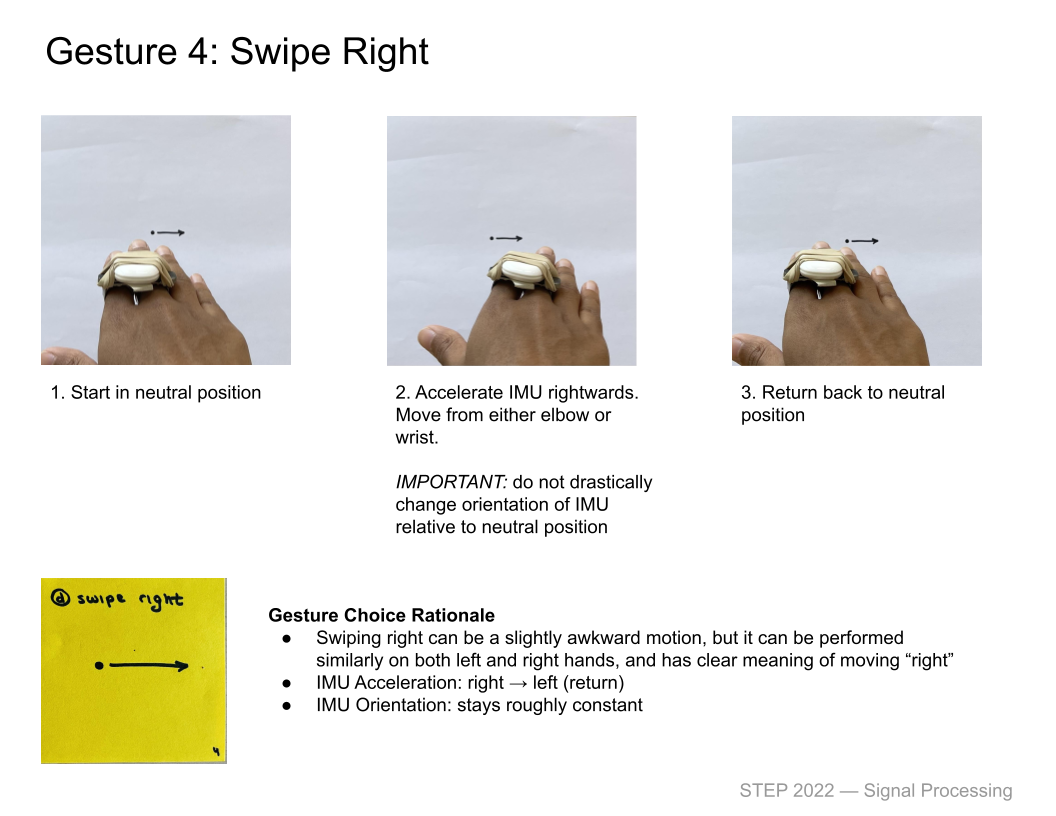 Gesture 4: Swipe Right
1. Start in neutral position
2. Accelerate IMU rightwards.
Move from either elbow or
wrist.
IMPORTANT: do not drastically
change orientation of IMU
relative to neutral position
3. Return back to neutral
position
ⓓ swipe right
4
Gesture Choice Rationale
● Swiping right can be a slightly awkward motion, but it can be performed
similarly on both left and right hands, and has clear meaning of moving “right”
● IMU Acceleration: right → left (return)
● IMU Orientation: stays roughly constant
STEP 2022 — Signal Processing